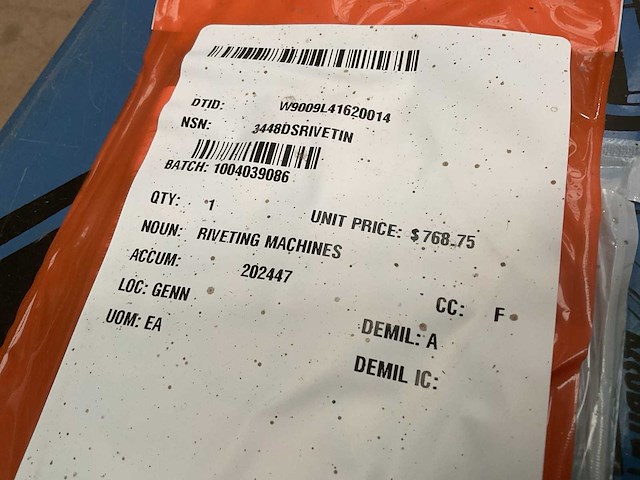 DTID: W9009L41620014
NSN: 3448DSRIVETIN
BATCH: 1004039086
QTY: 1 UNIT PRICE: $768.75
NOUN: RIVETING MACHINES
ACCUM: 202447
LOC: GENN CC: F
UOM: EA DEMIL: A
DEMIL IC: